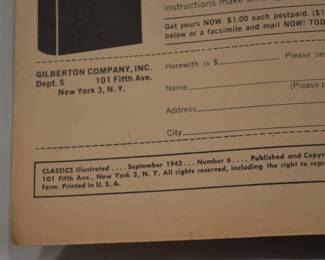 instructions make
Get yours NOW. $1.00 each postpaid. ($1
below or a facsimile and mail NOW! TOD
GILBERTON COMPANY, INC.
Dept. S 101 Fifth Ave.
New York 3, N. Y.
Herewith is $ Please se
Name (Please
Address
City
CLASSICS Illustrated .... September 1943 ... Number 6 .... Published and Copyri
101 Fifth Ave., New York 3, N. Y. All rights reserved, including the right to repr
form. Printed in U. S. A.